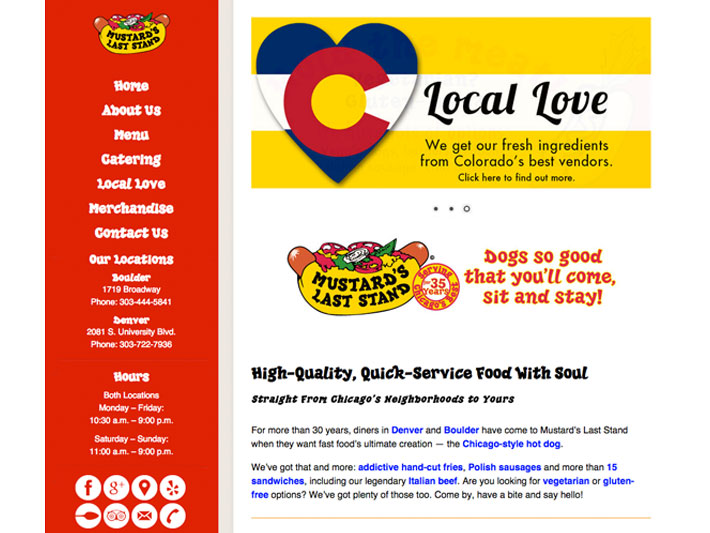 MUSTARD'S
LAST STAND
Home
About Us
Menu
Catering
Local Love
Merchandise
Contact Us
Our Locations
Boulder
1719 Broadway
Phone: 303-444-5841
Denver
2081 S. University Blvd.
Phone: 303-722-7936
Hours
Both Locations
Monday – Friday:
10:30 a.m. – 9:00 p.m.
Saturday – Sunday:
11:00 a.m. – 9:00 p.m.
Local Love
We get our fresh ingredients
from Colorado's best vendors.
Click here to find out more.
MUSTARD'S
LAST STAND
Serving
for 35
Years
Chicago's Best
Dogs so good
that you'll come,
sit and stay!
High-Quality, Quick-Service Food With Soul
Straight From Chicago's Neighborhoods to Yours
For more than 30 years, diners in Denver and Boulder have come to Mustard's Last Stand
when they want fast food's ultimate creation — the Chicago-style hot dog.
We've got that and more: addictive hand-cut fries, Polish sausages and more than 15
sandwiches, including our legendary Italian beef. Are you looking for vegetarian or gluten-
free options? We've got plenty of those too. Come by, have a bite and say hello!